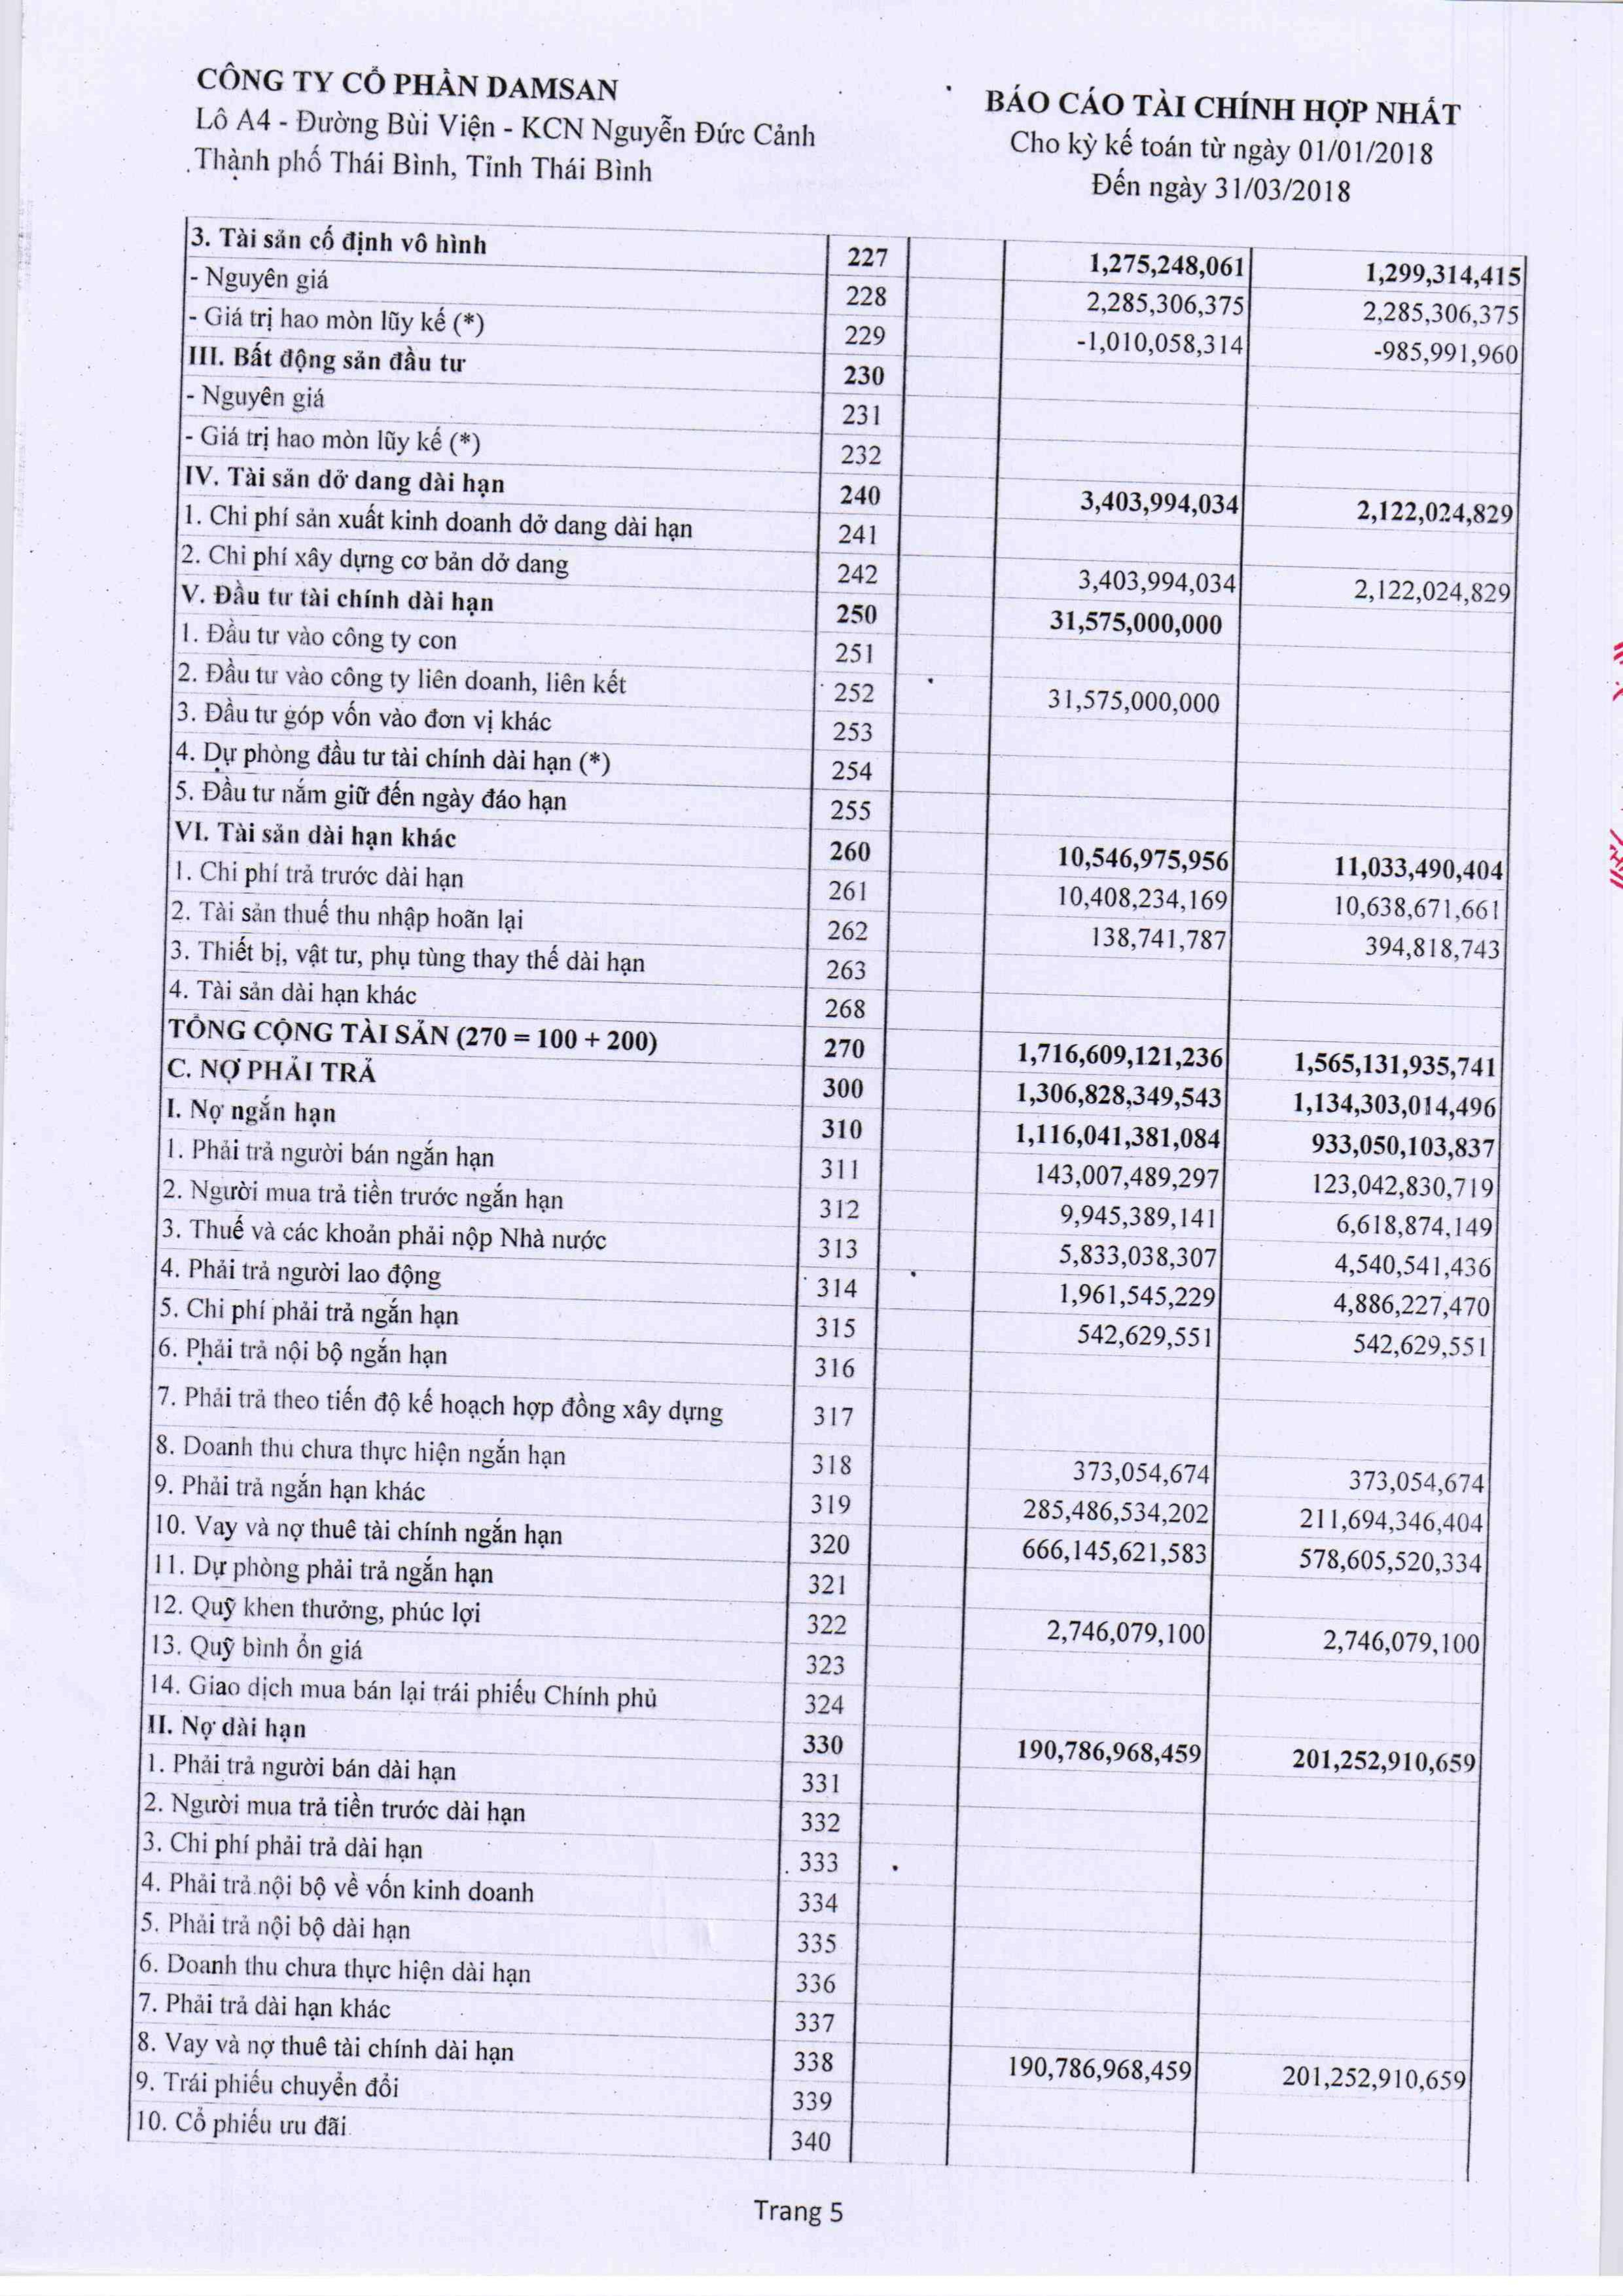 CÔNG TY CỔ PHẦN DAMSAN
Lô A4 - Đường Bùi Viện - KCN Nguyễn Đức Cảnh
Thành phố Thái Bình, Tỉnh Thái Bình
BÁO CÁO TÀI CHÍNH HỢP NHẤT
Cho kỳ kế toán từ ngày 01/01/2018
Đến ngày 31/03/2018
3. Tài sản cố định vô hình 227 1,275,248,061 1,299,314,415
- Nguyên giá 228 2,285,306,375 2,285,306,375
- Giá trị hao mòn lũy kế (*) 229 -1,010,058,314 -985,991,960
III. Bất động sản đầu tư 230
- Nguyên giá 231
- Giá trị hao mòn lũy kế (*) 232
IV. Tài sản dở dang dài hạn 240 3,403,994,034 2,122,024,829
1. Chi phí sản xuất kinh doanh dở dang dài hạn 241
2. Chi phí xây dựng cơ bản dở dang 242 3,403,994,034 2,122,024,829
V. Đầu tư tài chính dài hạn 250 31,575,000,000
1. Đầu tư vào công ty con 251
2. Đầu tư vào công ty liên doanh, liên kết 252 31,575,000,000
3. Đầu tư góp vốn vào đơn vị khác 253
4. Dự phòng đầu tư tài chính dài hạn (*) 254
5. Đầu tư nắm giữ đến ngày đáo hạn 255
VI. Tài sản dài hạn khác 260 10,546,975,956 11,033,490,404
1. Chi phí trả trước dài hạn 261 10,408,234,169 10,638,671,661
2. Tài sản thuế thu nhập hoãn lại 262 138,741,787 394,818,743
3. Thiết bị, vật tư, phụ tùng thay thế dài hạn 263
4. Tài sản dài hạn khác 268
TỔNG CỘNG TÀI SẢN (270 = 100 + 200) 270 1,716,609,121,236 1,565,131,935,741
C. NỢ PHẢI TRẢ 300 1,306,828,349,543 1,134,303,014,496
I. Nợ ngắn hạn 310 1,116,041,381,084 933,050,103,837
1. Phải trả người bán ngắn hạn 311 143,007,489,297 123,042,830,719
2. Người mua trả tiền trước ngắn hạn 312 9,945,389,141 6,618,874,149
3. Thuế và các khoản phải nộp Nhà nước 313 5,833,038,307 4,540,541,436
4. Phải trả người lao động 314 1,961,545,229 4,886,227,470
5. Chi phí phải trả ngắn hạn 315 542,629,551 542,629,551
6. Phải trả nội bộ ngắn hạn 316
7. Phải trả theo tiến độ kế hoạch hợp đồng xây dựng 317
8. Doanh thu chưa thực hiện ngắn hạn 318 373,054,674 373,054,674
9. Phải trả ngắn hạn khác 319 285,486,534,202 211,694,346,404
10. Vay và nợ thuê tài chính ngắn hạn 320 666,145,621,583 578,605,520,334
11. Dự phòng phải trả ngắn hạn 321
12. Quỹ khen thưởng, phúc lợi 322 2,746,079,100 2,746,079,100
13. Quỹ bình ổn giá 323
14. Giao dịch mua bán lại trái phiếu Chính phủ 324
II. Nợ dài hạn 330 190,786,968,459 201,252,910,659
1. Phải trả người bán dài hạn 331
2. Người mua trả tiền trước dài hạn 332
3. Chi phí phải trả dài hạn 333
4. Phải trả nội bộ về vốn kinh doanh 334
5. Phải trả nội bộ dài hạn 335
6. Doanh thu chưa thực hiện dài hạn 336
7. Phải trả dài hạn khác 337
8. Vay và nợ thuê tài chính dài hạn 338 190,786,968,459 201,252,910,659
9. Trái phiếu chuyển đổi 339
10. Cổ phiếu ưu đãi 340
Trang 5